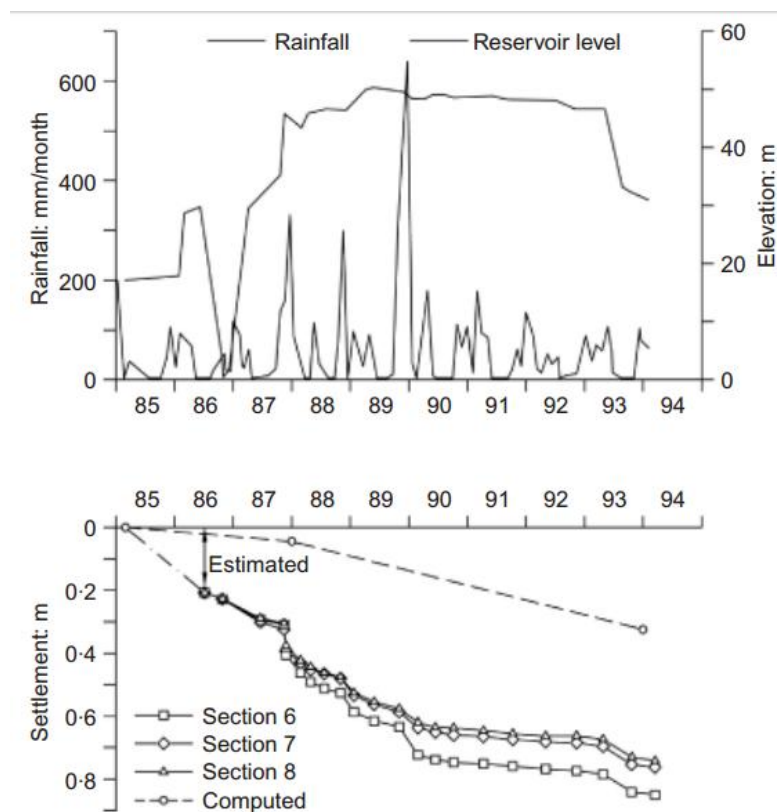 Rainfall Reservoir level
60
600
40
400
20
200
0 0
Rainfall: mm/month
Elevation: m
85 86 87 88 89 90 91 92 93 94
85 86 87 88 89 90 91 92 93 94
0
Estimated
0·2
0·4
0·6
0·8
Settlement: m
Section 6
Section 7
Section 8
Computed